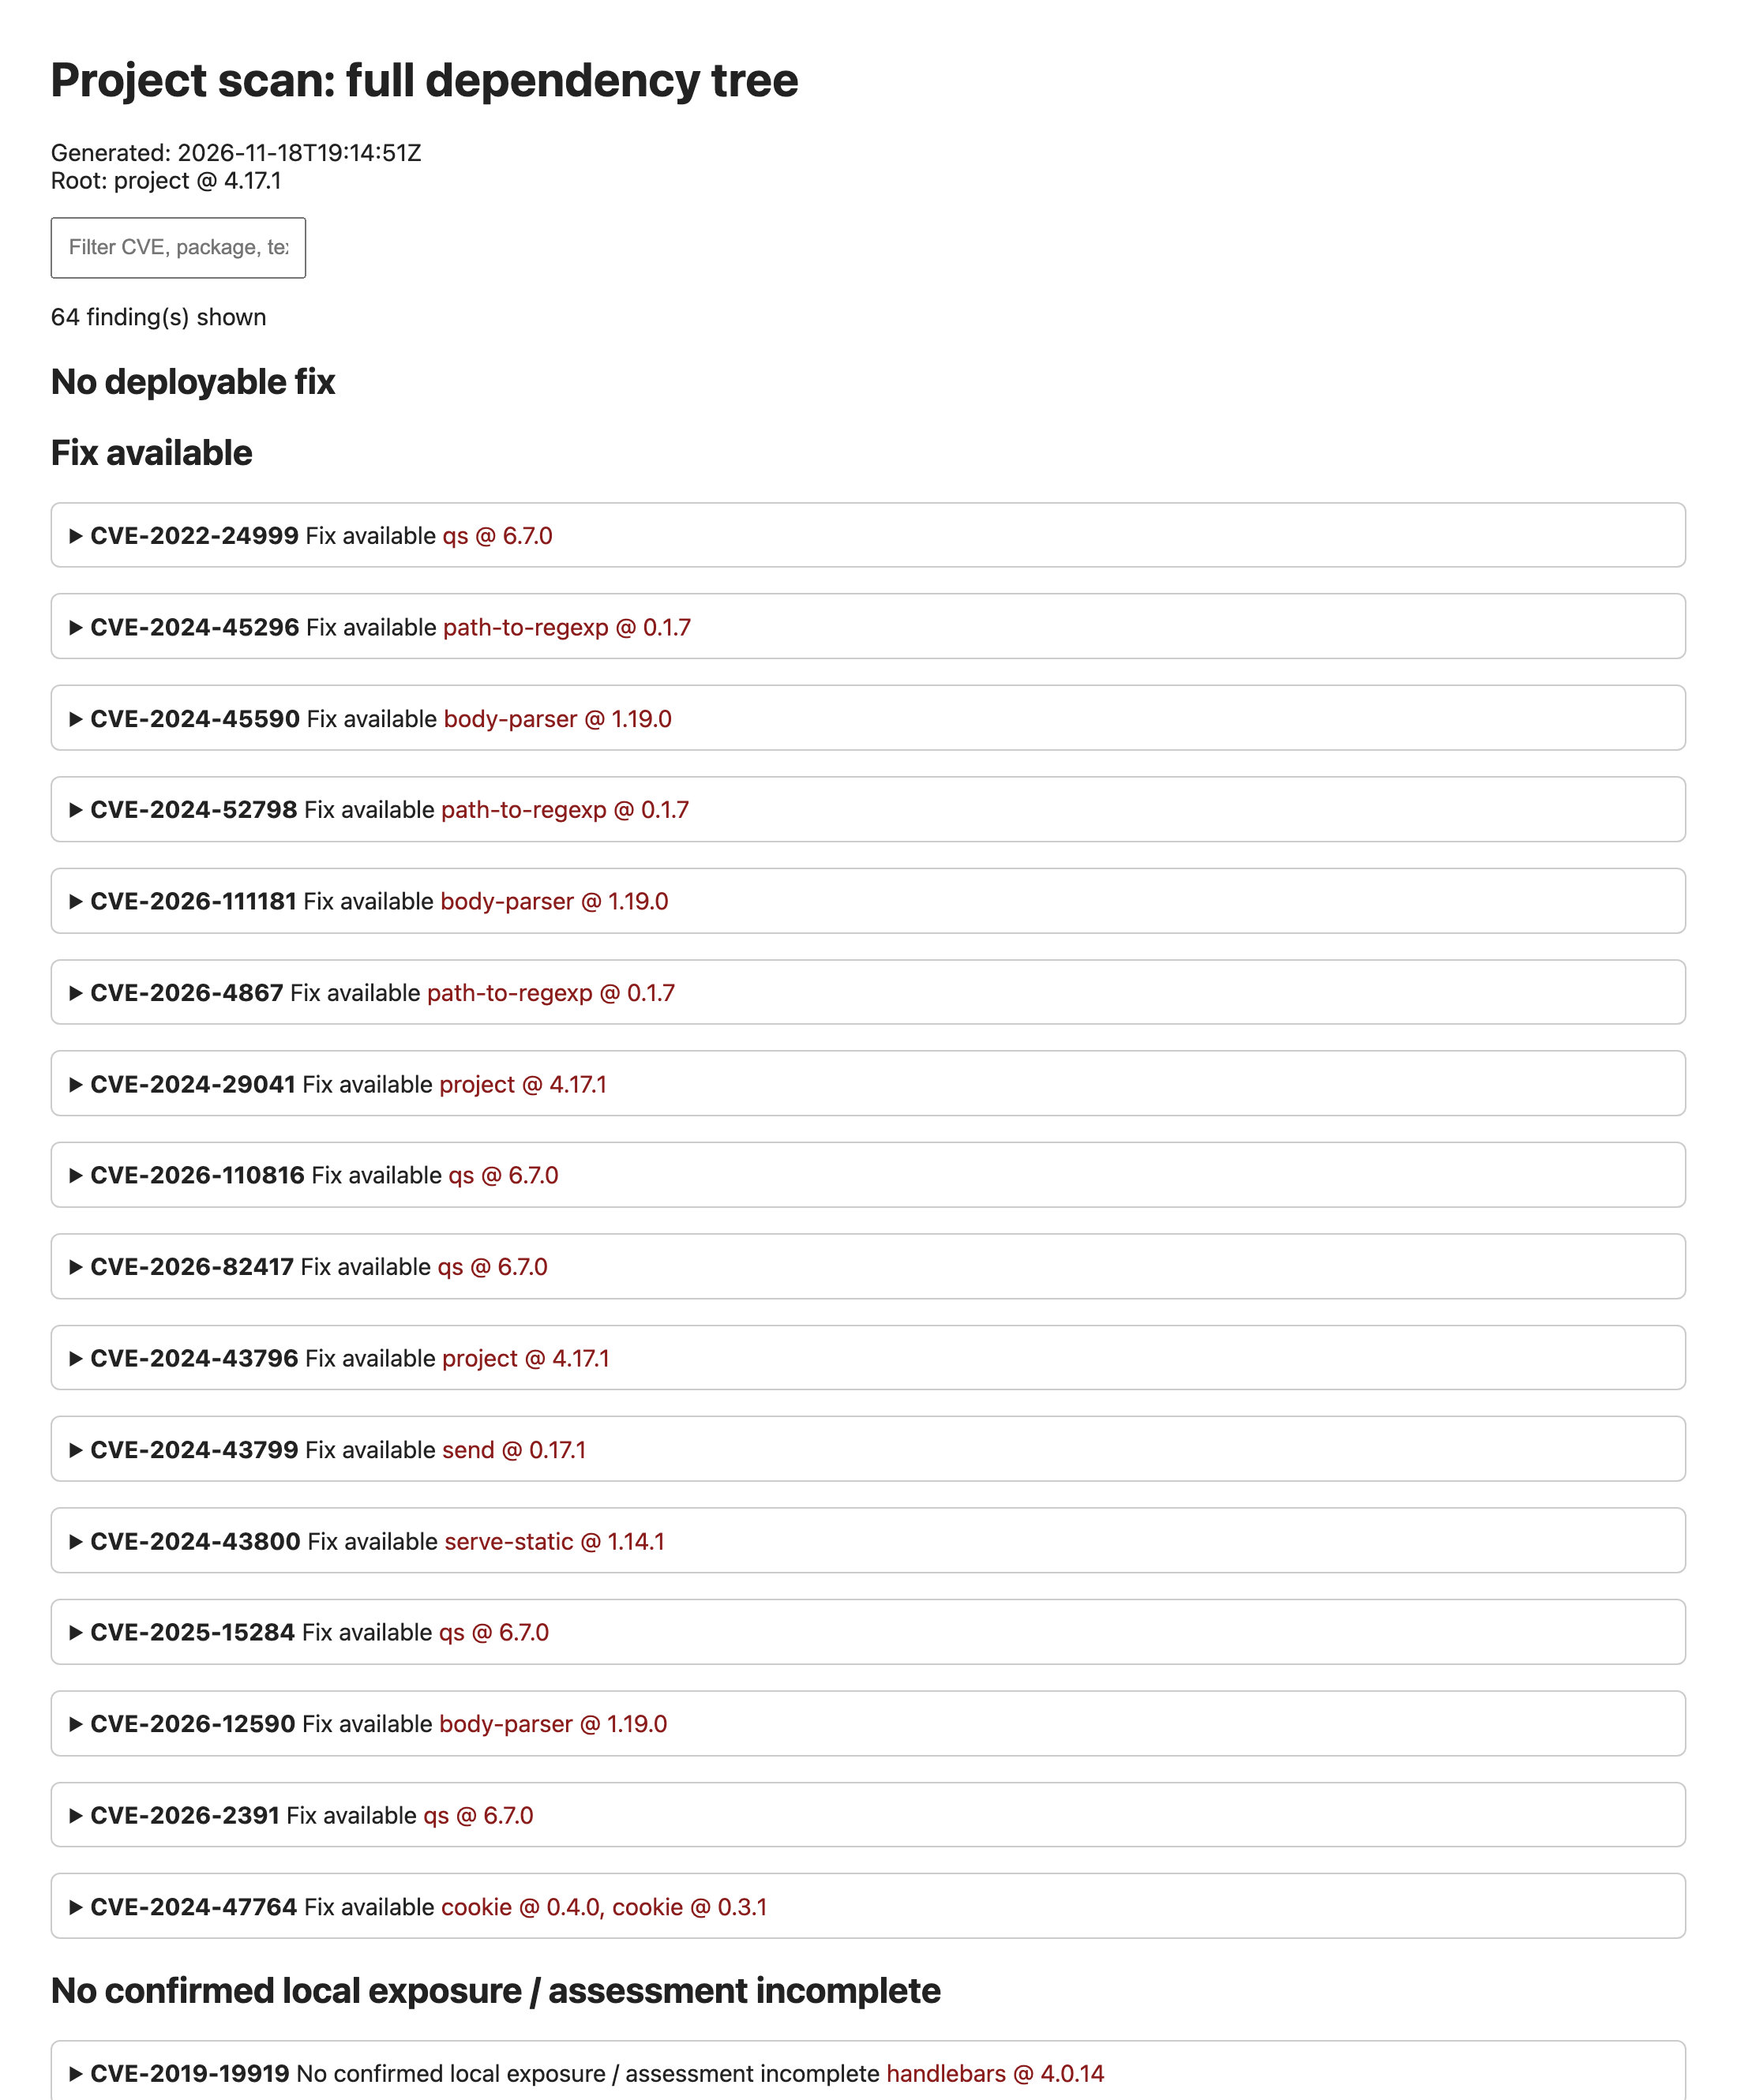 Project scan: full dependency tree
Generated: 2026-11-18T19:14:51Z
Root: project @ 4.17.1
Filter CVE, package, te
64 finding(s) shown
No deployable fix
Fix available
CVE-2022-24999 Fix available qs @ 6.7.0
CVE-2024-45296 Fix available path-to-regexp @ 0.1.7
CVE-2024-45590 Fix available body-parser @ 1.19.0
CVE-2024-52798 Fix available path-to-regexp @ 0.1.7
CVE-2026-111181 Fix available body-parser @ 1.19.0
CVE-2026-4867 Fix available path-to-regexp @ 0.1.7
CVE-2024-29041 Fix available project @ 4.17.1
CVE-2026-110816 Fix available qs @ 6.7.0
CVE-2026-82417 Fix available qs @ 6.7.0
CVE-2024-43796 Fix available project @ 4.17.1
CVE-2024-43799 Fix available send @ 0.17.1
CVE-2024-43800 Fix available serve-static @ 1.14.1
CVE-2025-15284 Fix available qs @ 6.7.0
CVE-2026-12590 Fix available body-parser @ 1.19.0
CVE-2026-2391 Fix available qs @ 6.7.0
CVE-2024-47764 Fix available cookie @ 0.4.0, cookie @ 0.3.1
No confirmed local exposure / assessment incomplete
CVE-2019-19919 No confirmed local exposure / assessment incomplete handlebars @ 4.0.14